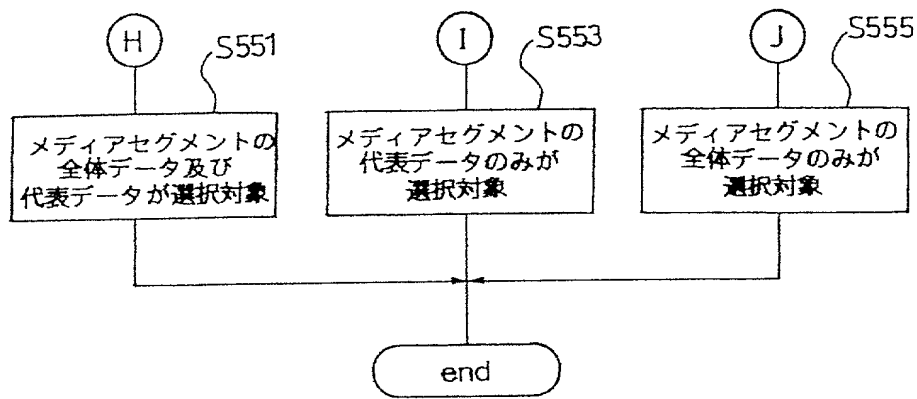 H
S551
I
S553
J
S555
メディアセグメントの
全体データ及び
代表データが選択対象
メディアセグメントの
代表データのみが
選択対象
メディアセグメントの
全体データのみが
選択対象
end